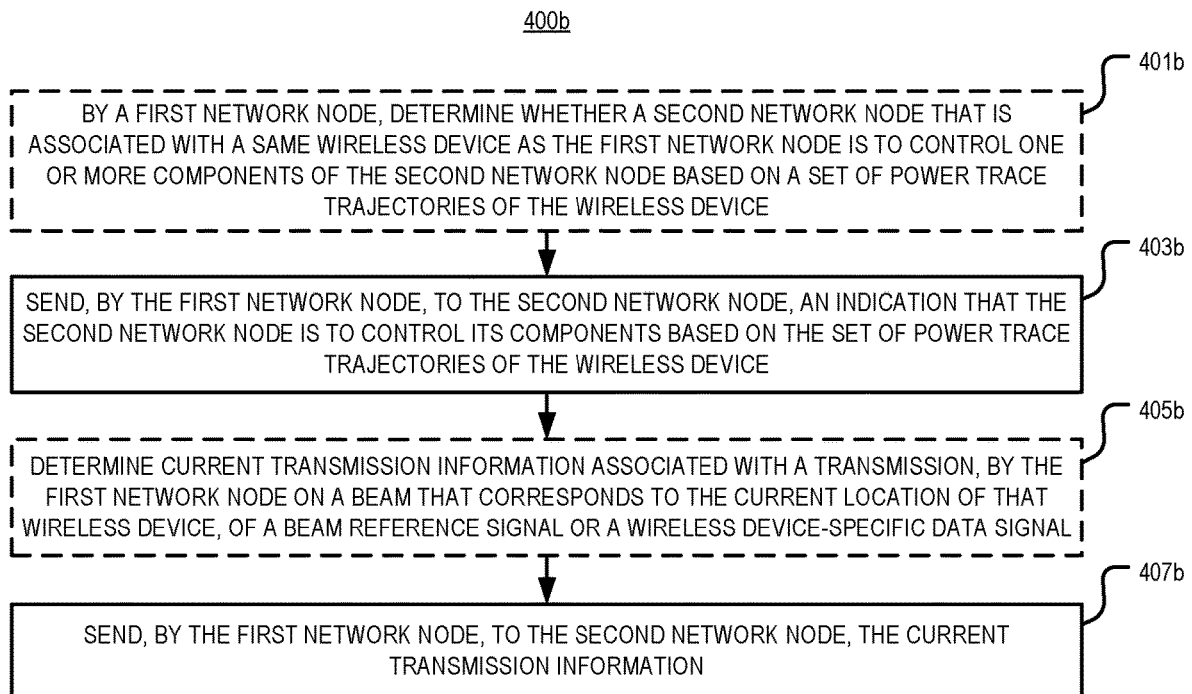 400b
401b
BY A FIRST NETWORK NODE, DETERMINE WHETHER A SECOND NETWORK NODE THAT IS
ASSOCIATED WITH A SAME WIRELESS DEVICE AS THE FIRST NETWORK NODE IS TO CONTROL ONE
OR MORE COMPONENTS OF THE SECOND NETWORK NODE BASED ON A SET OF POWER TRACE
TRAJECTORIES OF THE WIRELESS DEVICE
403b
SEND, BY THE FIRST NETWORK NODE, TO THE SECOND NETWORK NODE, AN INDICATION THAT THE
SECOND NETWORK NODE IS TO CONTROL ITS COMPONENTS BASED ON THE SET OF POWER TRACE
TRAJECTORIES OF THE WIRELESS DEVICE
405b
DETERMINE CURRENT TRANSMISSION INFORMATION ASSOCIATED WITH A TRANSMISSION, BY THE
FIRST NETWORK NODE ON A BEAM THAT CORRESPONDS TO THE CURRENT LOCATION OF THAT
WIRELESS DEVICE, OF A BEAM REFERENCE SIGNAL OR A WIRELESS DEVICE-SPECIFIC DATA SIGNAL
407b
SEND, BY THE FIRST NETWORK NODE, TO THE SECOND NETWORK NODE, THE CURRENT
TRANSMISSION INFORMATION